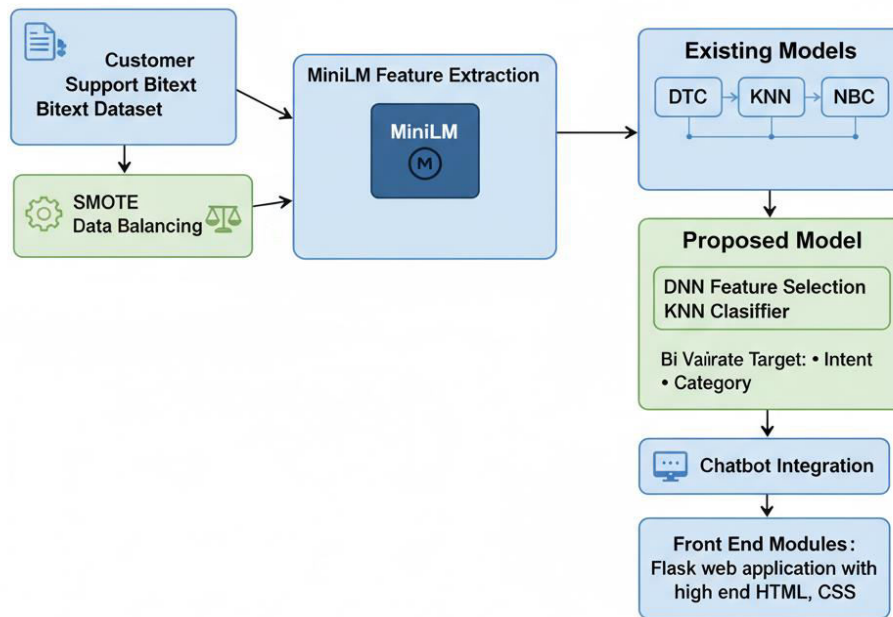 Customer
Support Bitext
Bitext Dataset
SMOTE
Data Balancing
MiniLM Feature Extraction
MiniLM
M
Existing Models
DTC
KNN
NBC
Proposed Model
DNN Feature Selection
KNN Clasiffier
Bi Vaiirate Target: • Intent
• Category
Chatbot Integration
Front End Modules:
Flask web application with
high end HTML, CSS